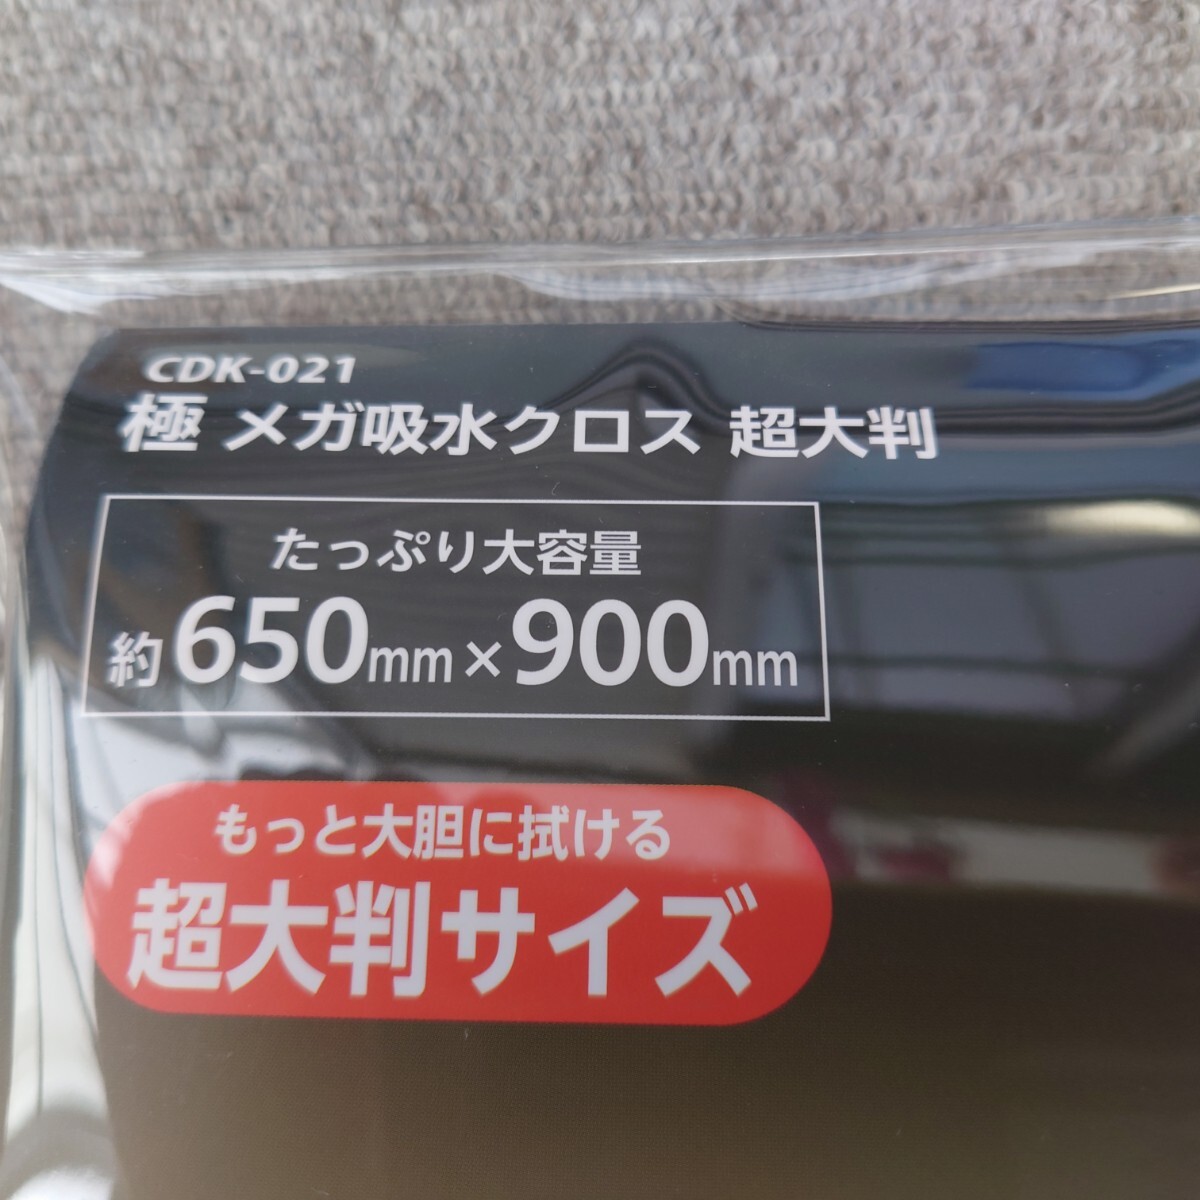 CDK-021
極 メガ吸水クロス 超大判
たっぷり大容量
約650mm×900mm
もっと大胆に拭ける
超大判サイズ